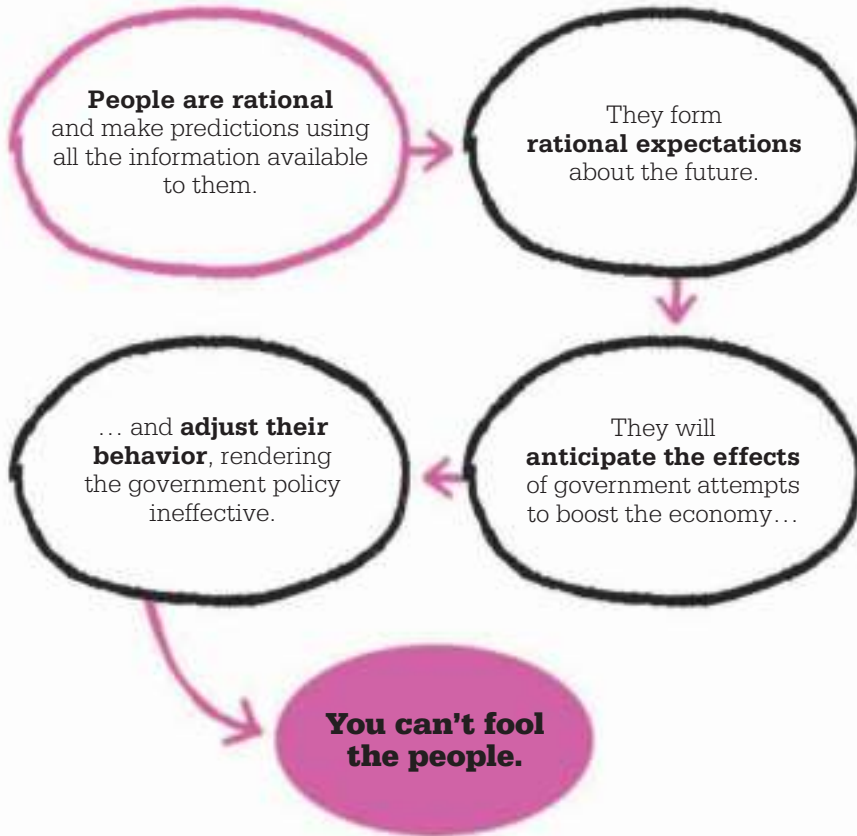 People are rational
and make predictions using
all the information available
to them.
They form
rational expectations
about the future.
They will
anticipate the effects
of government attempts
to boost the economy…
… and adjust their
behavior, rendering
the government policy
ineffective.
You can't fool
the people.